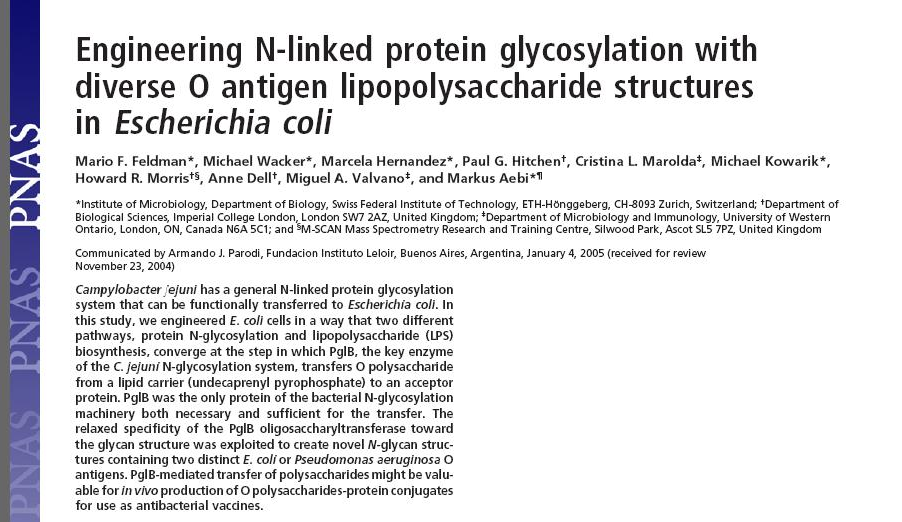 PNAS
PNAS
PNAS
Engineering N-linked protein glycosylation with
diverse O antigen lipopolysaccharide structures
in Escherichia coli
Mario F. Feldman*, Michael Wacker*, Marcela Hernandez*, Paul G. Hitchen†, Cristina L. Marolda‡, Michael Kowarik*,
Howard R. Morris†§, Anne Dell†, Miguel A. Valvano‡, and Markus Aebi*¶
*Institute of Microbiology, Department of Biology, Swiss Federal Institute of Technology, ETH-Hönggeberg, CH-8093 Zurich, Switzerland; †Department of
Biological Sciences, Imperial College London, London SW7 2AZ, United Kingdom; ‡Department of Microbiology and Immunology, University of Western
Ontario, London, ON, Canada N6A 5C1; and §M-SCAN Mass Spectrometry Research and Training Centre, Silwood Park, Ascot SL5 7PZ, United Kingdom
Communicated by Armando J. Parodi, Fundacion Instituto Leloir, Buenos Aires, Argentina, January 4, 2005 (received for review
November 23, 2004)
Campylobacter jejuni has a general N-linked protein glycosylation
system that can be functionally transferred to Escherichia coli. In
this study, we engineered E. coli cells in a way that two different
pathways, protein N-glycosylation and lipopolysaccharide (LPS)
biosynthesis, converge at the step in which PglB, the key enzyme
of the C. jejuni N-glycosylation system, transfers O polysaccharide
from a lipid carrier (undecaprenyl pyrophosphate) to an acceptor
protein. PglB was the only protein of the bacterial N-glycosylation
machinery both necessary and sufficient for the transfer. The
relaxed specificity of the PglB oligosaccharyltransferase toward
the glycan structure was exploited to create novel N-glycan struc-
tures containing two distinct E. coli or Pseudomonas aeruginosa O
antigens. PglB-mediated transfer of polysaccharides might be valu-
able for in vivo production of O polysaccharides-protein conjugates
for use as antibacterial vaccines.